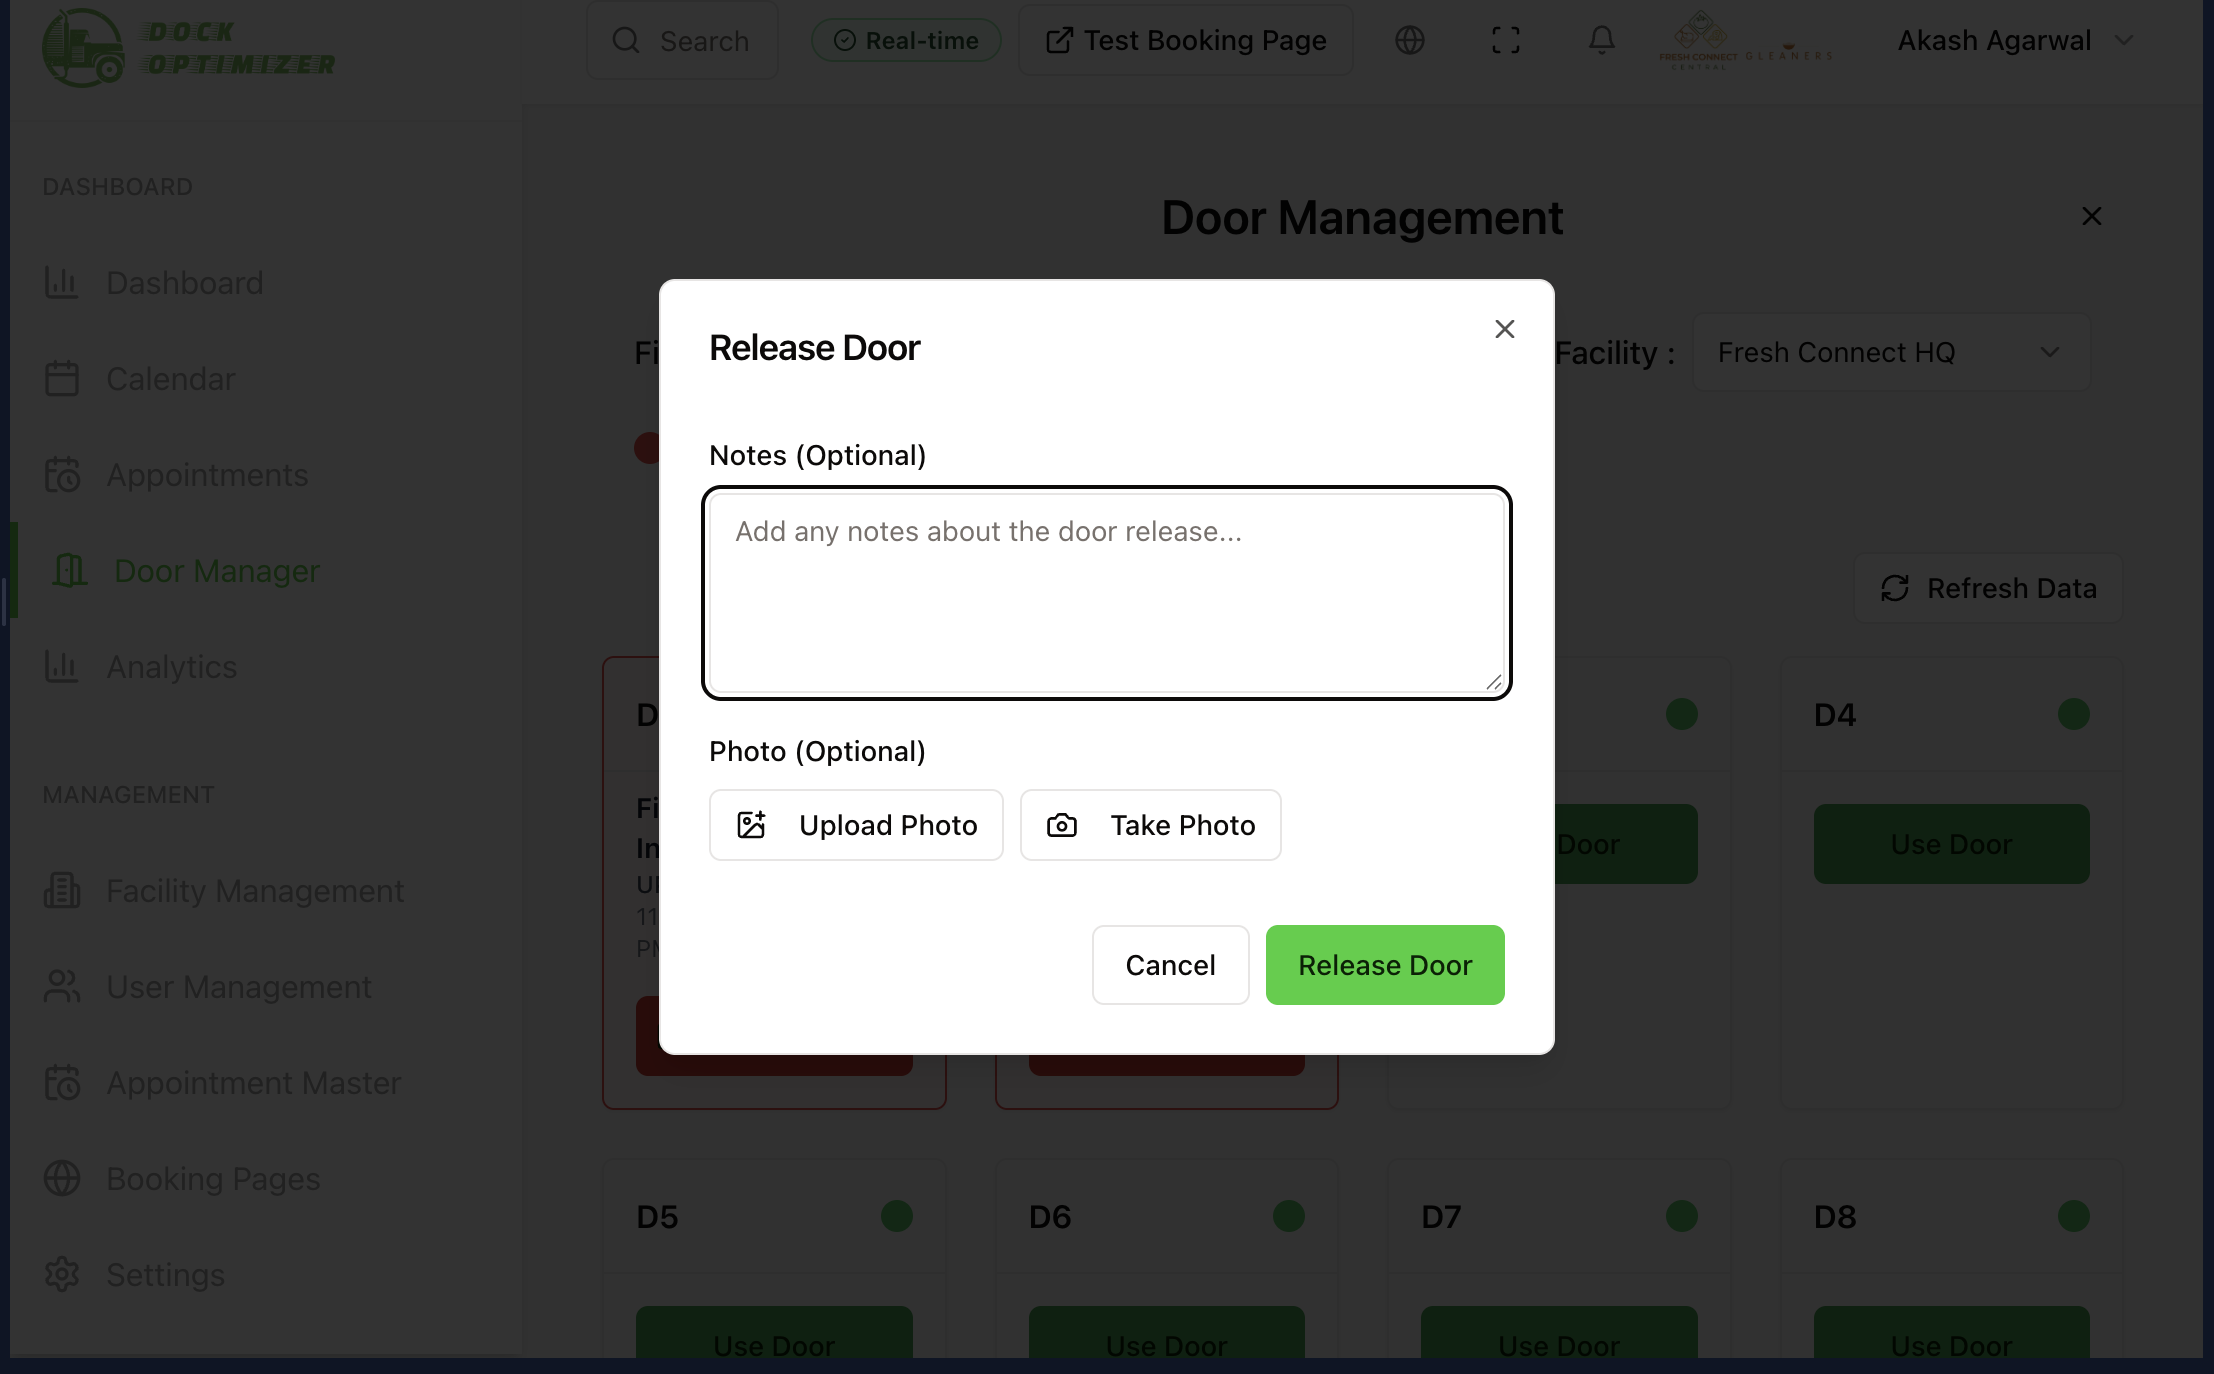 DOCK
OPTIMIZER
Search
Real-time
Test Booking Page
FRESH CONNECT
CENTRAL
GLEANERS
Akash Agarwal
DASHBOARD
Dashboard
Calendar
Appointments
Door Manager
Analytics
MANAGEMENT
Facility Management
User Management
Appointment Master
Booking Pages
Settings
Door Management
Fi
Facility :
Fresh Connect HQ
Refresh Data
Release Door
Notes (Optional)
Add any notes about the door release...
Photo (Optional)
Upload Photo
Take Photo
Cancel
Release Door
D
Fi
In
11
PM
Door
D4
Use Door
D5
Use Door
D6
Use Door
D7
Use Door
D8
Use Door